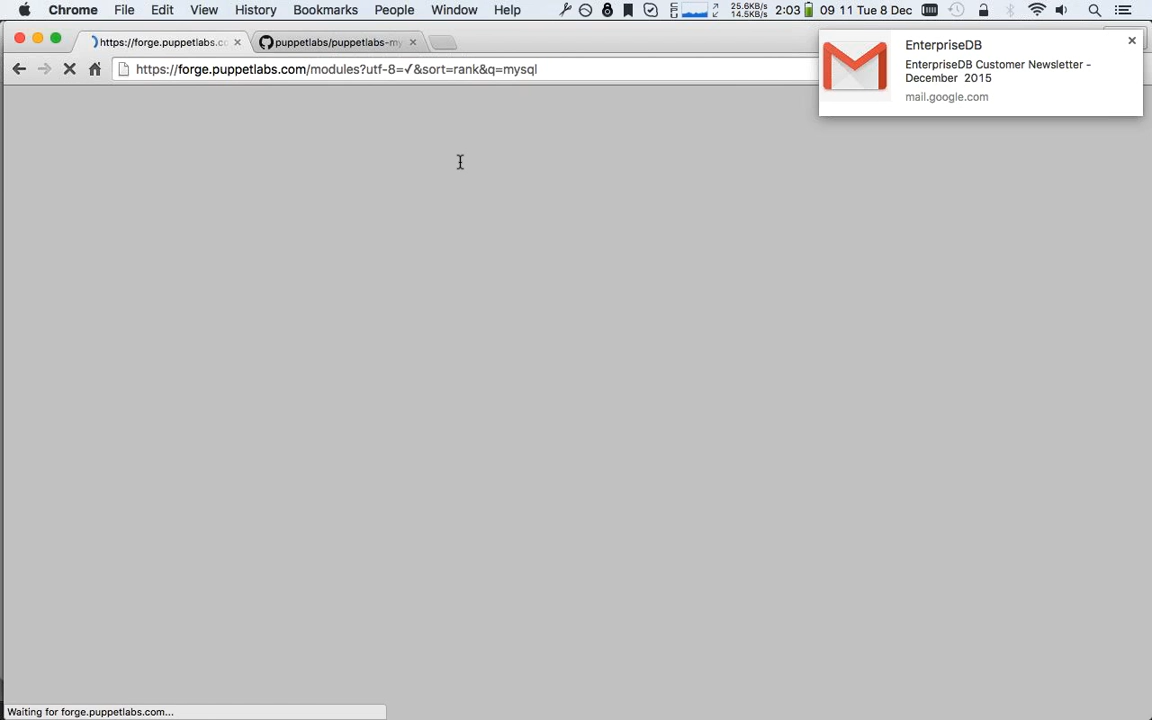 Chrome File Edit View History Bookmarks People Window Help 25.6KB/s 14.5KB/s 2:03 09 11 Tue 8 Dec
https://forge.puppetlabs.co puppetlabs/puppetlabs-my
https://forge.puppetlabs.com/modules?utf-8=✓&sort=rank&q=mysql
EnterpriseDB
EnterpriseDB Customer Newsletter -
December 2015
mail.google.com
Waiting for forge.puppetlabs.com...